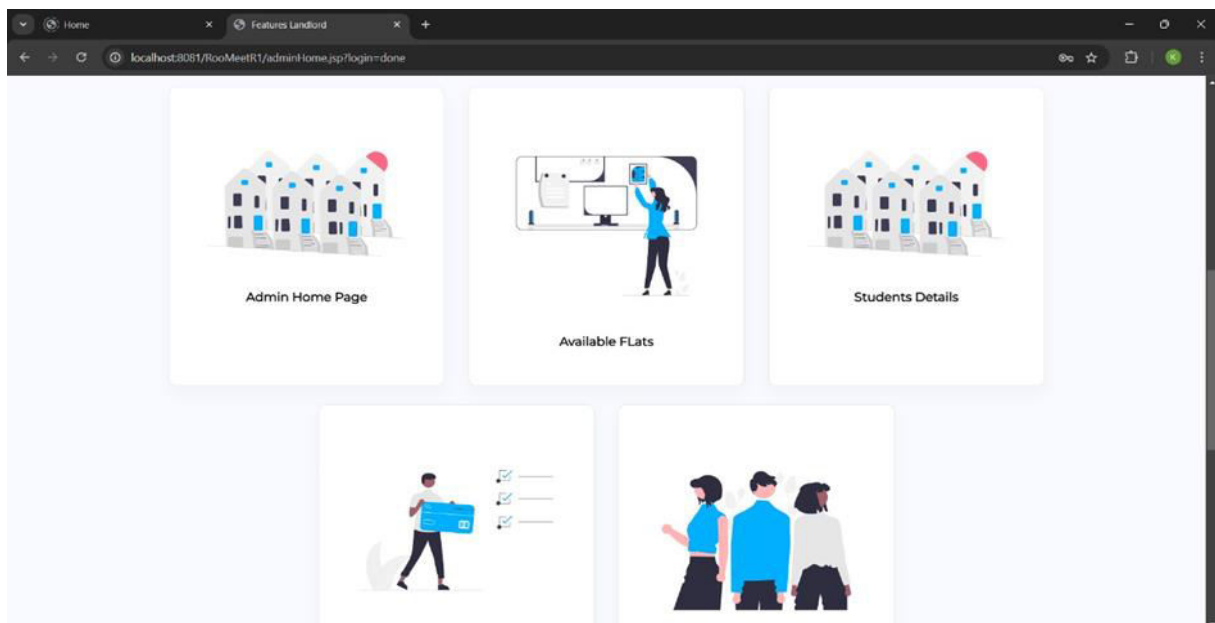 Home
Features Landlord
localhost:8081/RooMeetR1/adminHome.jsp?login=done
K
Admin Home Page
Available FLats
Students Details